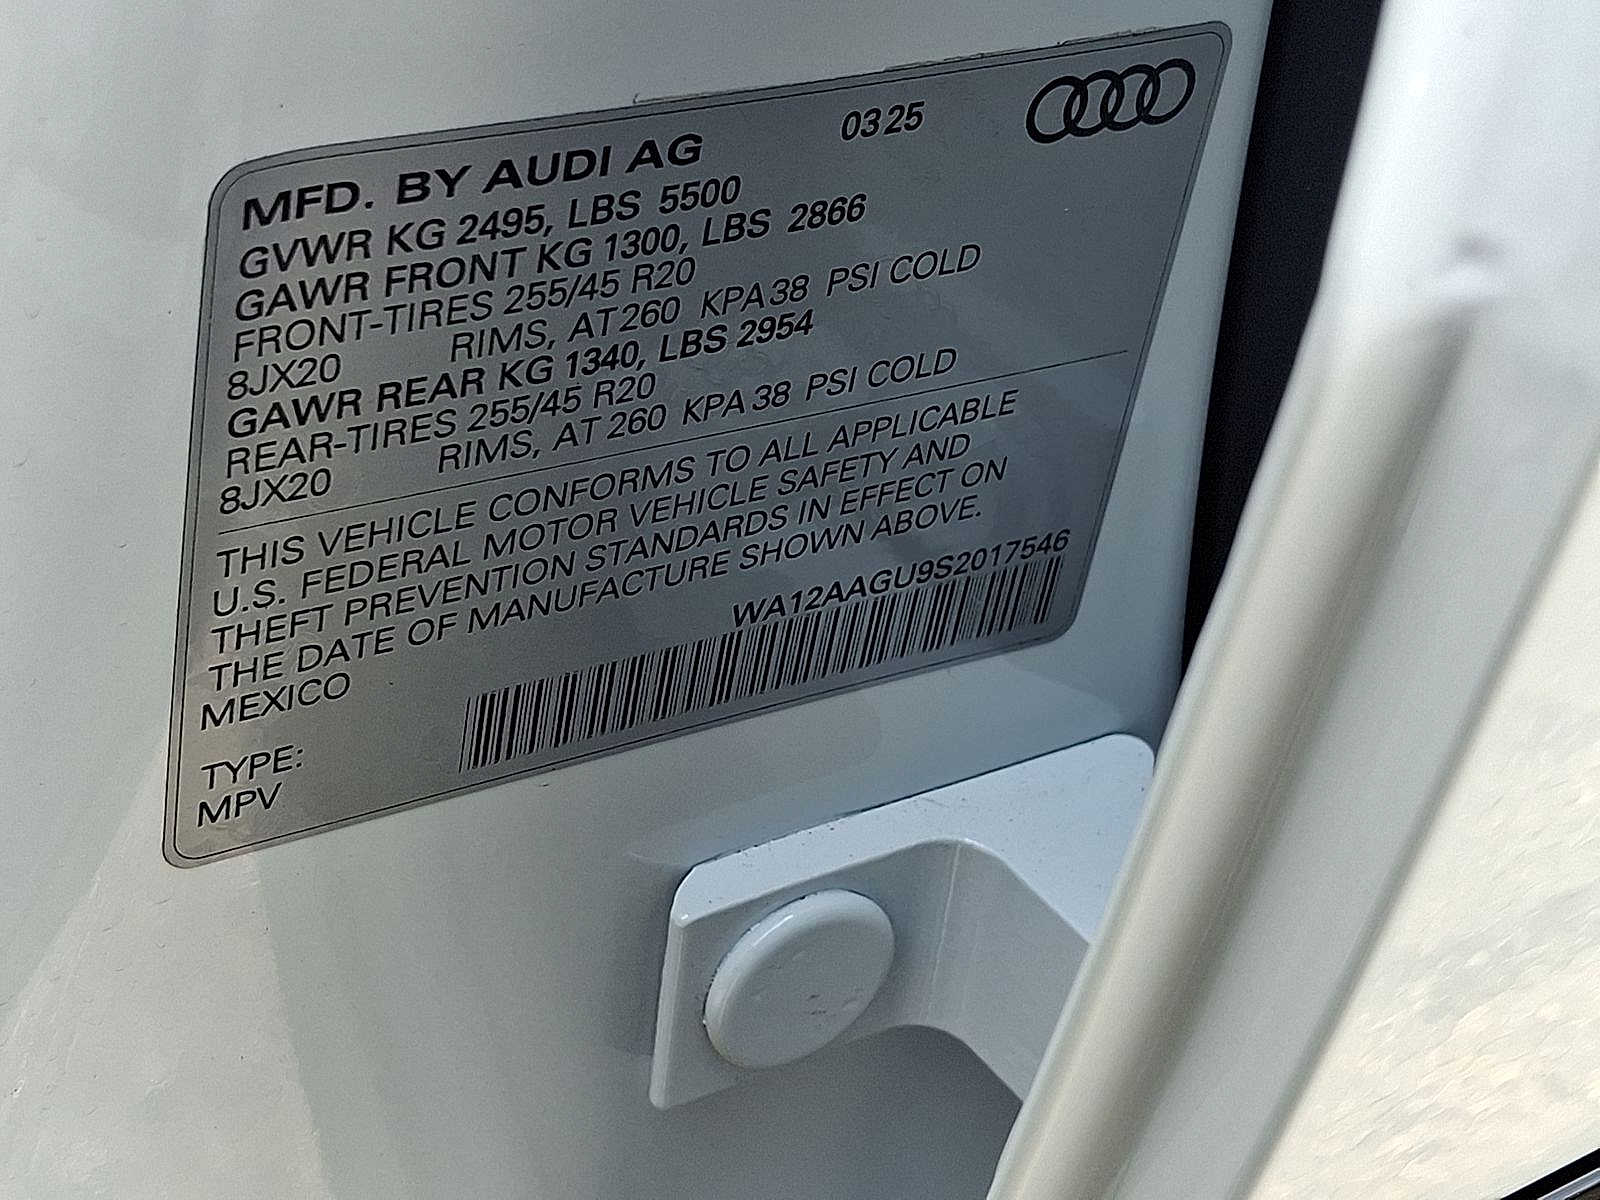 MFD. BY AUDI AG 03 25
GVWR KG 2495, LBS 5500
GAWR FRONT KG 1300, LBS 2866
FRONT-TIRES 255/45 R20
8JX20 RIMS, AT 260 KPA 38 PSI COLD
GAWR REAR KG 1340, LBS 2954
REAR-TIRES 255/45 R20
8JX20 RIMS, AT 260 KPA 38 PSI COLD
THIS VEHICLE CONFORMS TO ALL APPLICABLE
U.S. FEDERAL MOTOR VEHICLE SAFETY AND
THEFT PREVENTION STANDARDS IN EFFECT ON
THE DATE OF MANUFACTURE SHOWN ABOVE.
MEXICO WA12AAGU9S2017546
TYPE:
MPV